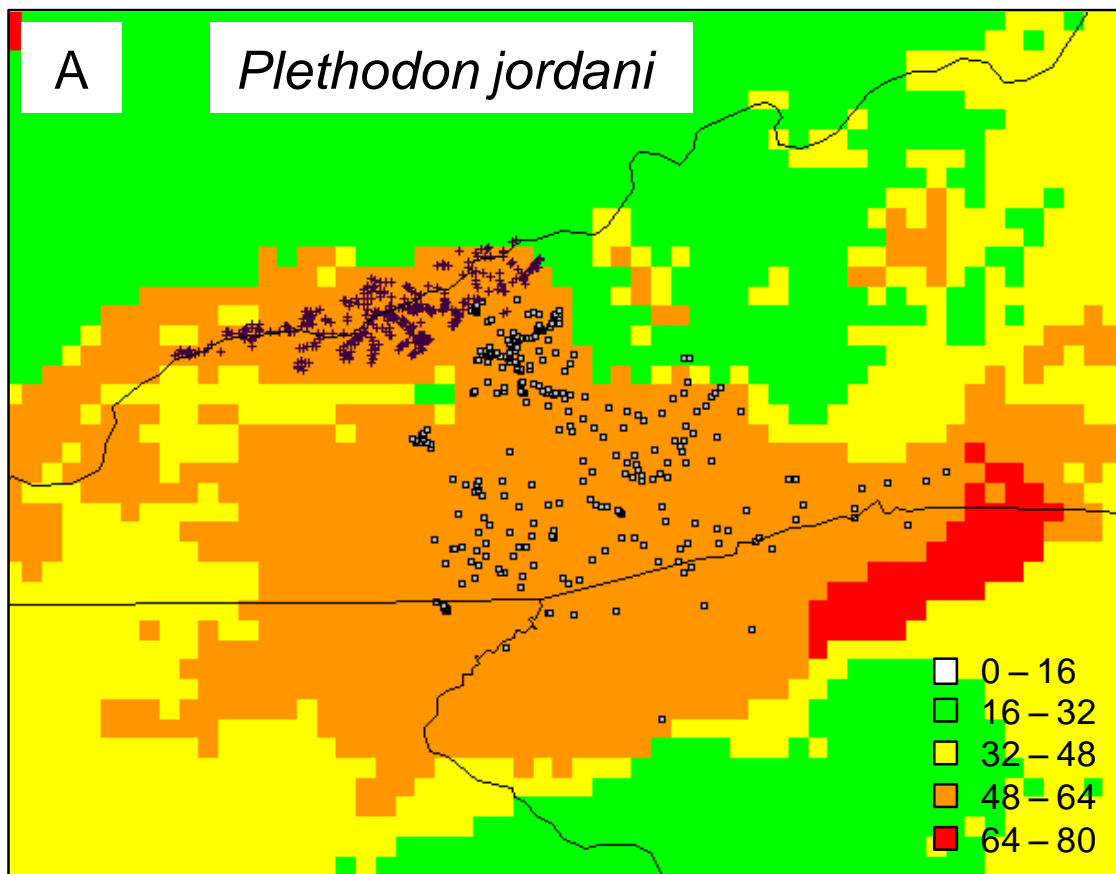 A
Plethodon jordani
0 – 16
16 – 32
32 – 48
48 – 64
64 – 80